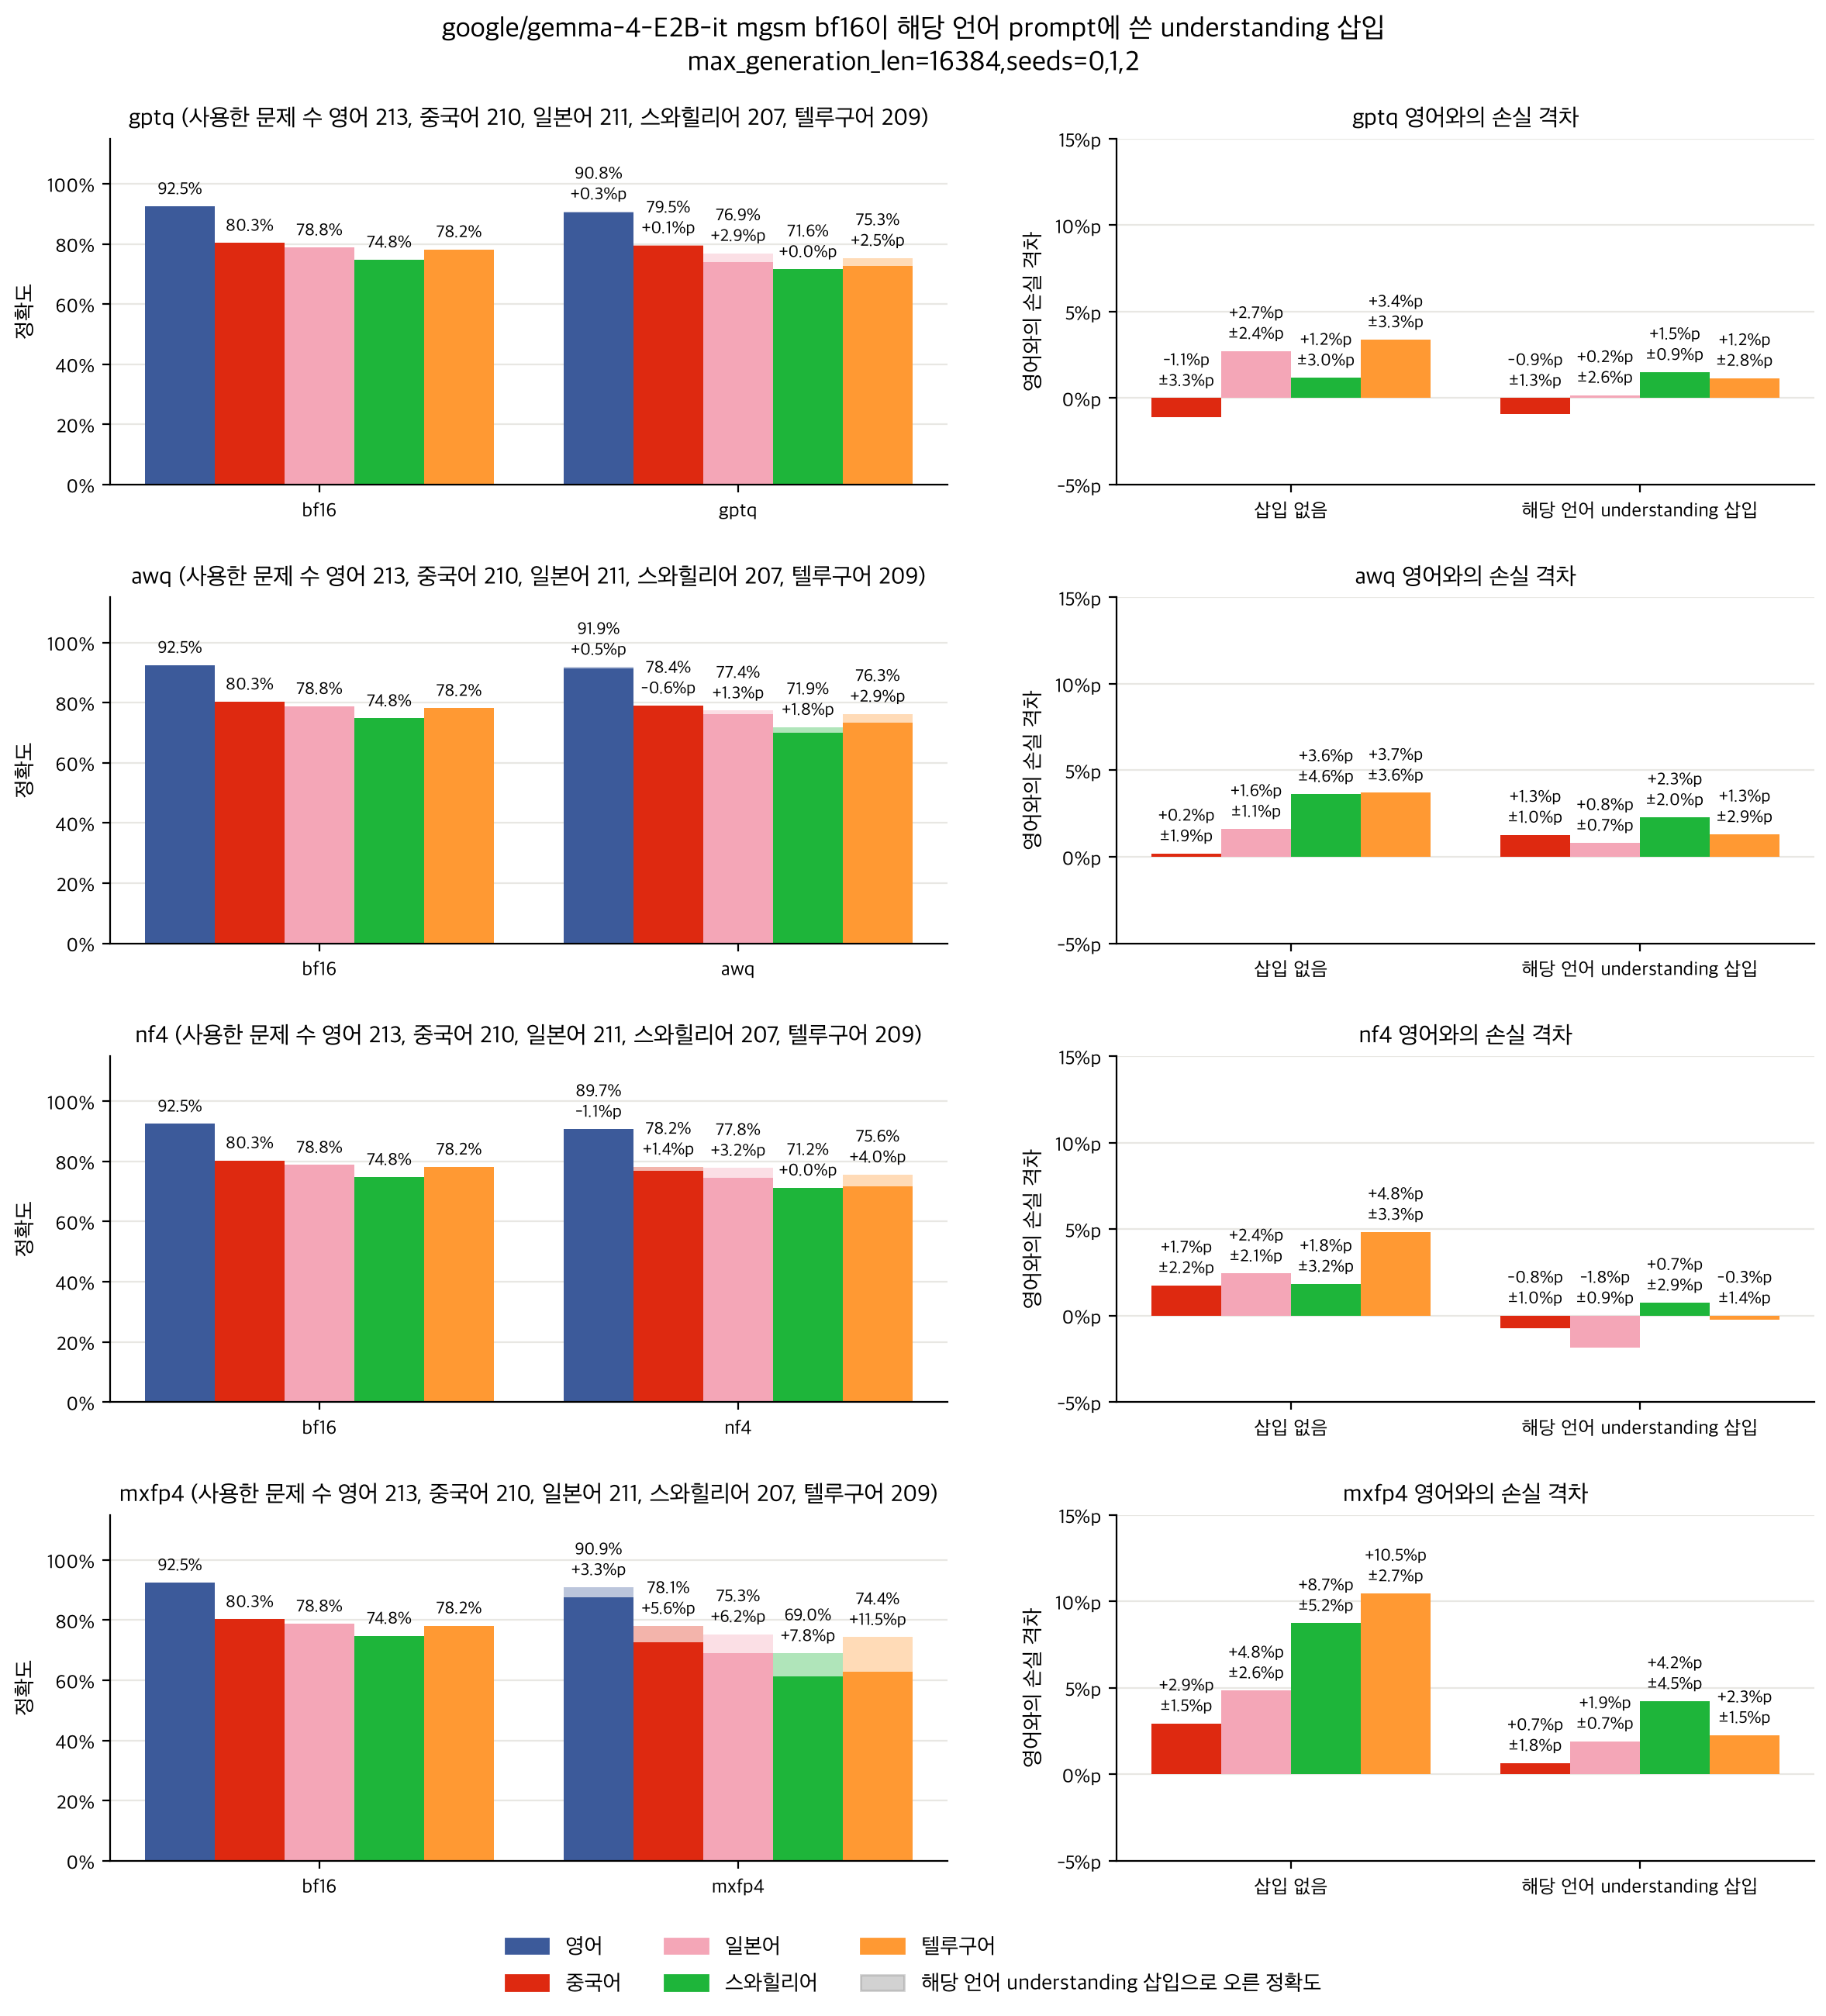 google/gemma-4-E2B-it mgsm bf16이 해당 언어 prompt에 쓴 understanding 삽입
max_generation_len=16384,seeds=0,1,2
gptq (사용한 문제 수 영어 213, 중국어 210, 일본어 211, 스와힐리어 207, 텔루구어 209)
정확도
100%
80%
60%
40%
20%
0%
92.5%
80.3%
78.8%
74.8%
78.2%
90.8%
+0.3%p
79.5%
+0.1%p
76.9%
+2.9%p
71.6%
+0.0%p
75.3%
+2.5%p
bf16
gptq
gptq 영어와의 손실 격차
영어와의 손실 격차
15%p
10%p
5%p
0%p
-5%p
-1.1%p
±3.3%p
+2.7%p
±2.4%p
+1.2%p
±3.0%p
+3.4%p
±3.3%p
-0.9%p
±1.3%p
+0.2%p
±2.6%p
+1.5%p
±0.9%p
+1.2%p
±2.8%p
삽입 없음
해당 언어 understanding 삽입
awq (사용한 문제 수 영어 213, 중국어 210, 일본어 211, 스와힐리어 207, 텔루구어 209)
정확도
100%
80%
60%
40%
20%
0%
92.5%
80.3%
78.8%
74.8%
78.2%
91.9%
+0.5%p
78.4%
-0.6%p
77.4%
+1.3%p
71.9%
+1.8%p
76.3%
+2.9%p
bf16
awq
awq 영어와의 손실 격차
영어와의 손실 격차
15%p
10%p
5%p
0%p
-5%p
+0.2%p
±1.9%p
+1.6%p
±1.1%p
+3.6%p
±4.6%p
+3.7%p
±3.6%p
+1.3%p
±1.0%p
+0.8%p
±0.7%p
+2.3%p
±2.0%p
+1.3%p
±2.9%p
삽입 없음
해당 언어 understanding 삽입
nf4 (사용한 문제 수 영어 213, 중국어 210, 일본어 211, 스와힐리어 207, 텔루구어 209)
정확도
100%
80%
60%
40%
20%
0%
92.5%
80.3%
78.8%
74.8%
78.2%
89.7%
-1.1%p
78.2%
+1.4%p
77.8%
+3.2%p
71.2%
+0.0%p
75.6%
+4.0%p
bf16
nf4
nf4 영어와의 손실 격차
영어와의 손실 격차
15%p
10%p
5%p
0%p
-5%p
+1.7%p
±2.2%p
+2.4%p
±2.1%p
+1.8%p
±3.2%p
+4.8%p
±3.3%p
-0.8%p
±1.0%p
-1.8%p
±0.9%p
+0.7%p
±2.9%p
-0.3%p
±1.4%p
삽입 없음
해당 언어 understanding 삽입
mxfp4 (사용한 문제 수 영어 213, 중국어 210, 일본어 211, 스와힐리어 207, 텔루구어 209)
정확도
100%
80%
60%
40%
20%
0%
92.5%
80.3%
78.8%
74.8%
78.2%
90.9%
+3.3%p
78.1%
+5.6%p
75.3%
+6.2%p
69.0%
+7.8%p
74.4%
+11.5%p
bf16
mxfp4
mxfp4 영어와의 손실 격차
영어와의 손실 격차
15%p
10%p
5%p
0%p
-5%p
+2.9%p
±1.5%p
+4.8%p
±2.6%p
+8.7%p
±5.2%p
+10.5%p
±2.7%p
+0.7%p
±1.8%p
+1.9%p
±0.7%p
+4.2%p
±4.5%p
+2.3%p
±1.5%p
삽입 없음
해당 언어 understanding 삽입
영어
중국어
일본어
스와힐리어
텔루구어
해당 언어 understanding 삽입으로 오른 정확도